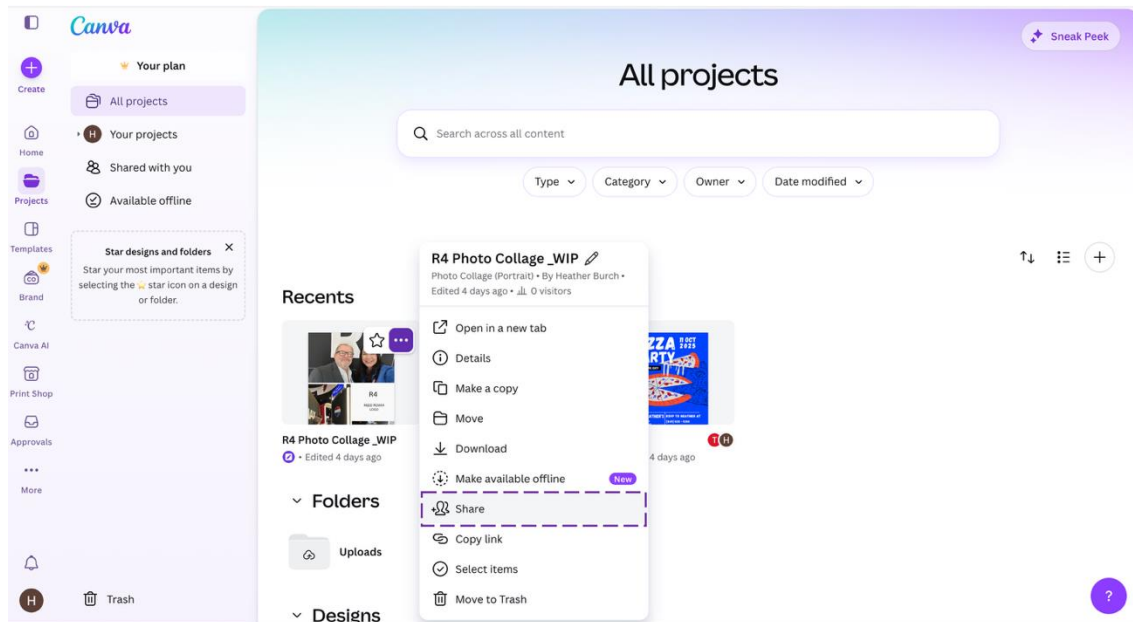 Canva
Sneak Peek
Create
Your plan
All projects
All projects
Search across all content
H Your projects
Home
Shared with you
Type
Category
Owner
Date modified
Projects
Available offline
Templates
Star designs and folders
Star your most important items by
selecting the star icon on a design
or folder.
Brand
Canva AI
Print Shop
Approvals
More
H
Trash
Recents
R4
R4 Photo Collage _WIP
Edited 4 days ago
Folders
Uploads
Designs
R4 Photo Collage _WIP
Photo Collage (Portrait) • By Heather Burch •
Edited 4 days ago • 0 visitors
Open in a new tab
Details
Make a copy
Move
Download
Make available offline New
Share
Copy link
Select items
Move to Trash
11 OCT
2025
T H
4 days ago
?